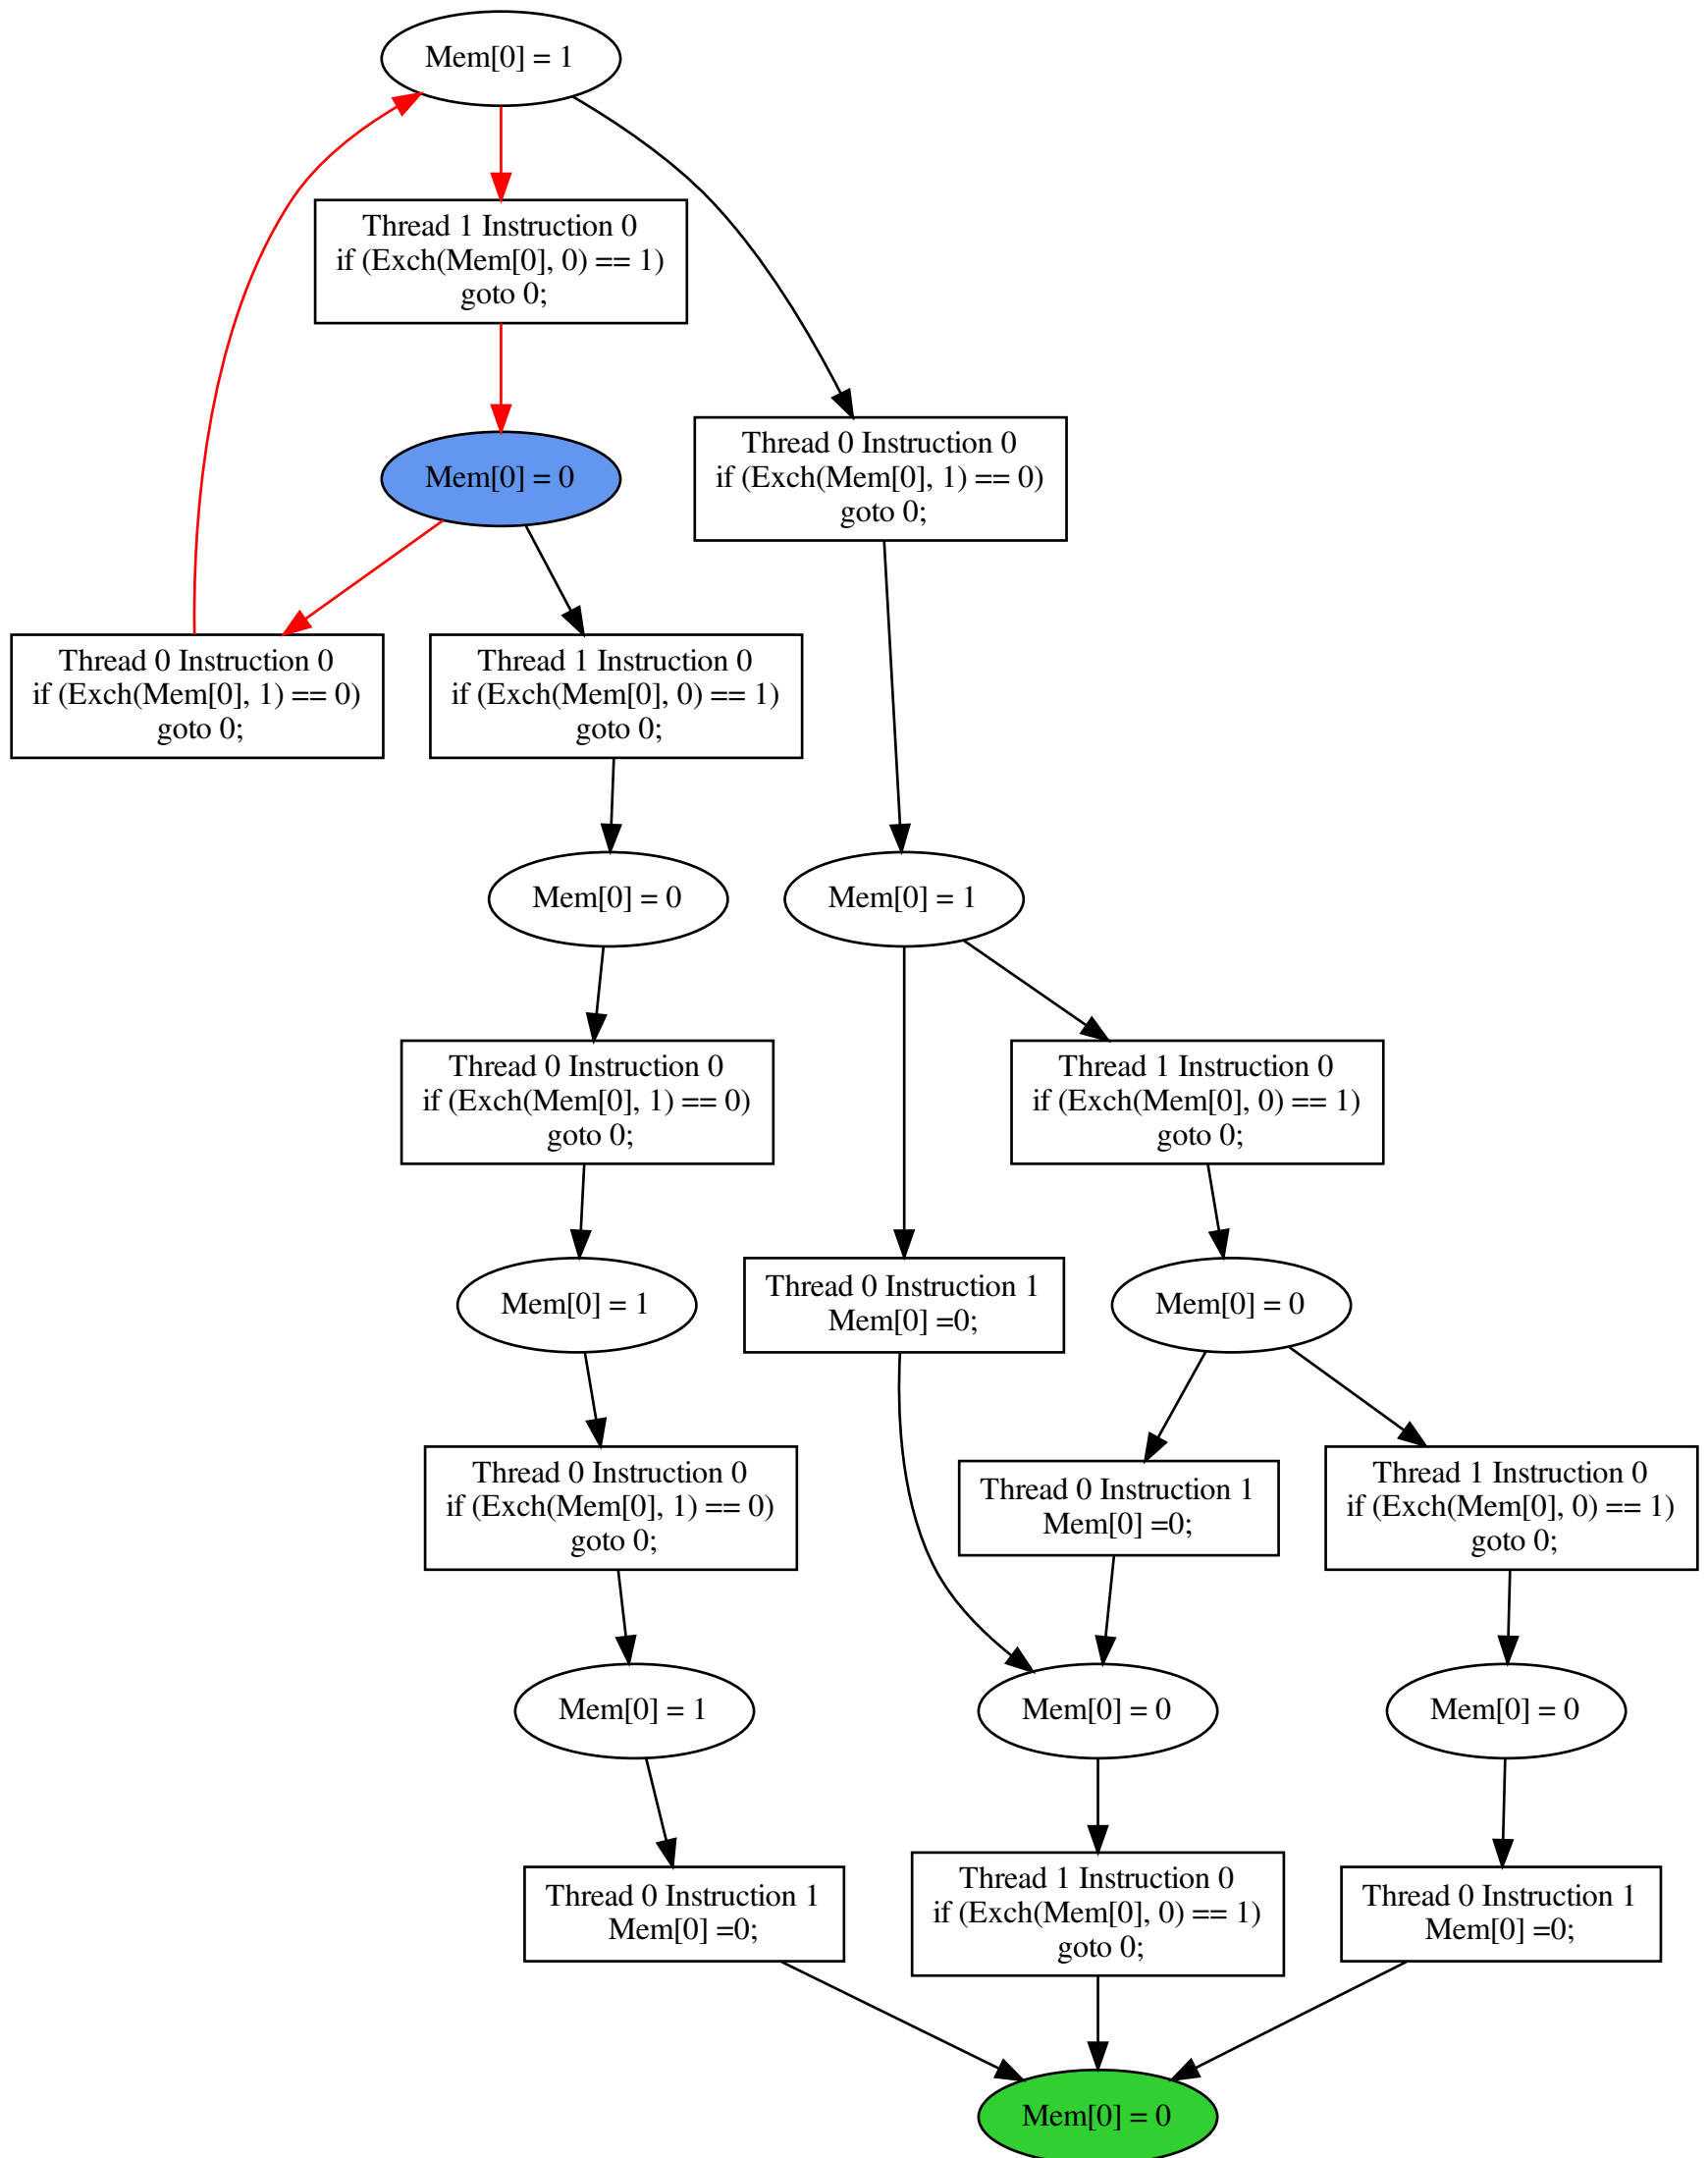 Mem[0] = 1
Thread 1 Instruction 0
if (Exch(Mem[0], 0) == 1)
goto 0;
Mem[0] = 0
Thread 0 Instruction 0
if (Exch(Mem[0], 1) == 0)
goto 0;
Thread 0 Instruction 0
if (Exch(Mem[0], 1) == 0)
goto 0;
Thread 1 Instruction 0
if (Exch(Mem[0], 0) == 1)
goto 0;
Mem[0] = 0
Mem[0] = 1
Thread 0 Instruction 0
if (Exch(Mem[0], 1) == 0)
goto 0;
Thread 1 Instruction 0
if (Exch(Mem[0], 0) == 1)
goto 0;
Mem[0] = 1
Thread 0 Instruction 1
Mem[0] =0;
Mem[0] = 0
Thread 0 Instruction 0
if (Exch(Mem[0], 1) == 0)
goto 0;
Thread 0 Instruction 1
Mem[0] =0;
Thread 1 Instruction 0
if (Exch(Mem[0], 0) == 1)
goto 0;
Mem[0] = 1
Mem[0] = 0
Mem[0] = 0
Thread 0 Instruction 1
Mem[0] =0;
Thread 1 Instruction 0
if (Exch(Mem[0], 0) == 1)
goto 0;
Thread 0 Instruction 1
Mem[0] =0;
Mem[0] = 0